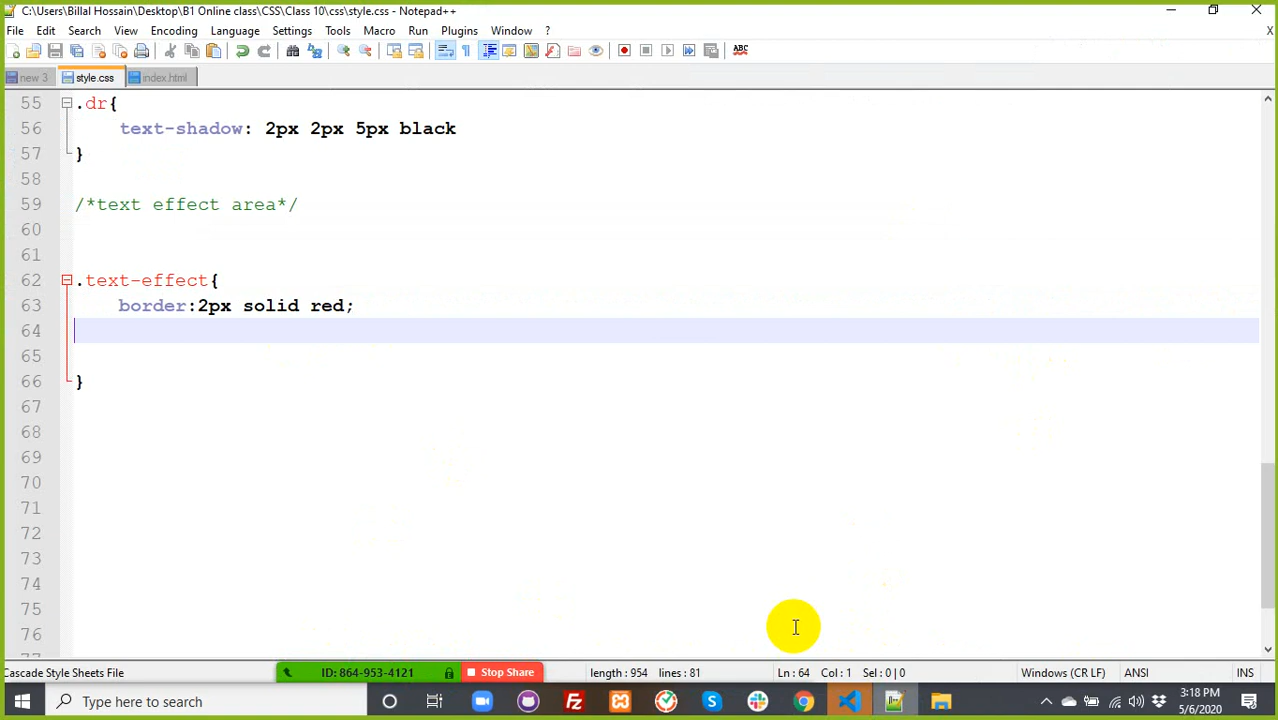 C:\Users\Billal Hossain\Desktop\B1 Online class\CSS\Class 10\css\style.css - Notepad++
File Edit Search View Encoding Language Settings Tools Macro Run Plugins Window ?
X
ABC
new 3 style.css index.html
55 .dr{
56 text-shadow: 2px 2px 5px black
57 }
58
59 /*text effect area*/
60
61
62 .text-effect{
63 border:2px solid red;
64
65
66 }
67
68
69
70
71
72
73
74
75
76
Cascade Style Sheets File
ID: 864-953-4121
Stop Share
length : 954 lines : 81
Ln : 64 Col : 1 Sel : 0 | 0
Windows (CR LF)
ANSI
INS
Type here to search
3:18 PM
5/6/2020